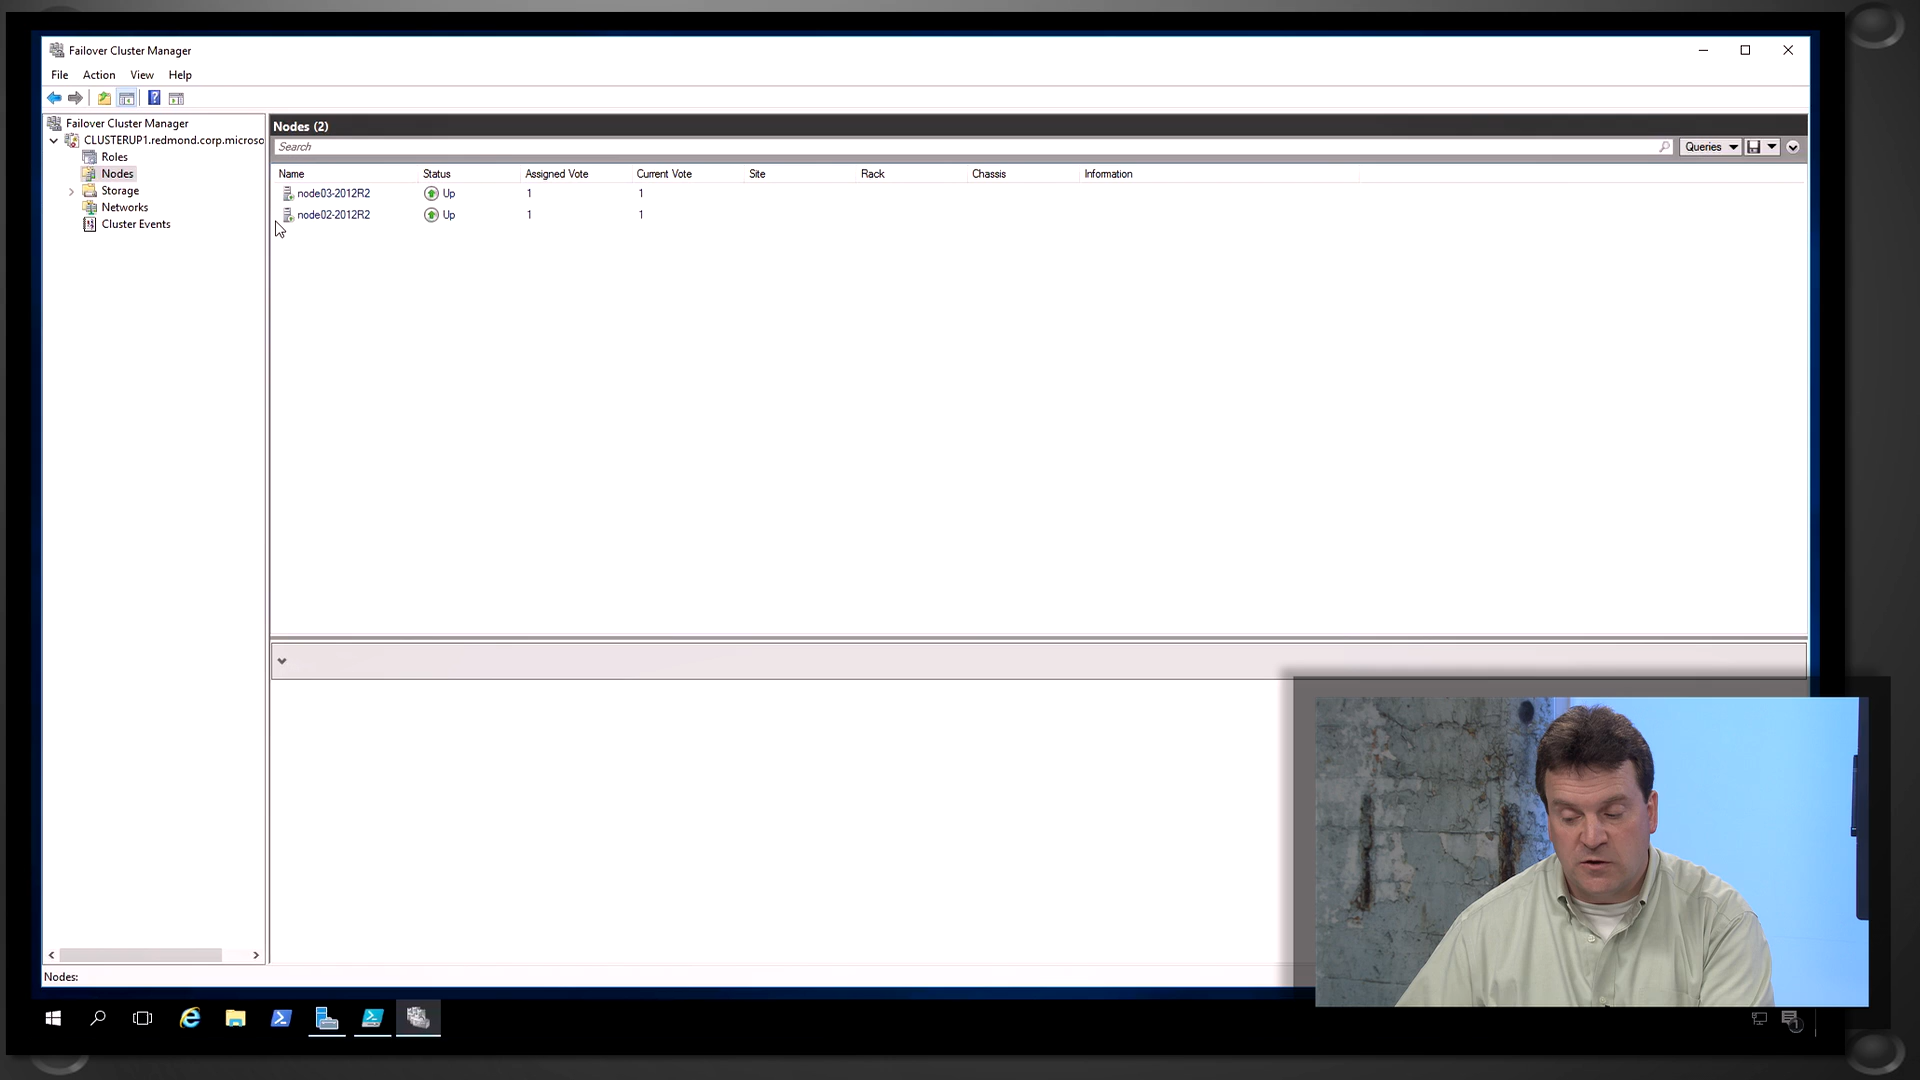 Failover Cluster Manager
File Action View Help
Failover Cluster Manager
CLUSTERUP1.redmond.corp.microso
Roles
Nodes
Storage
Networks
Cluster Events
Nodes (2)
Search
Queries
Name Status Assigned Vote Current Vote Site Rack Chassis Information
node03-2012R2 Up 1 1
node02-2012R2 Up 1 1
Nodes:
1